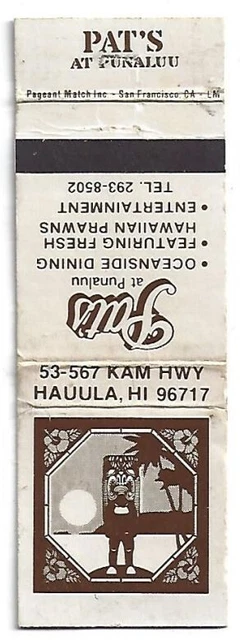 PAT'S
AT PUNALUU
Pageant Match Inc - San Francisco, CA - LM
Pat's
at Punaluu
• OCEANSIDE DINING
• FEATURING FRESH
HAWAIIAN PRAWNS
• ENTERTAINMENT
TEL. 293-8502
53-567 KAM HWY
HAUULA, HI 96717